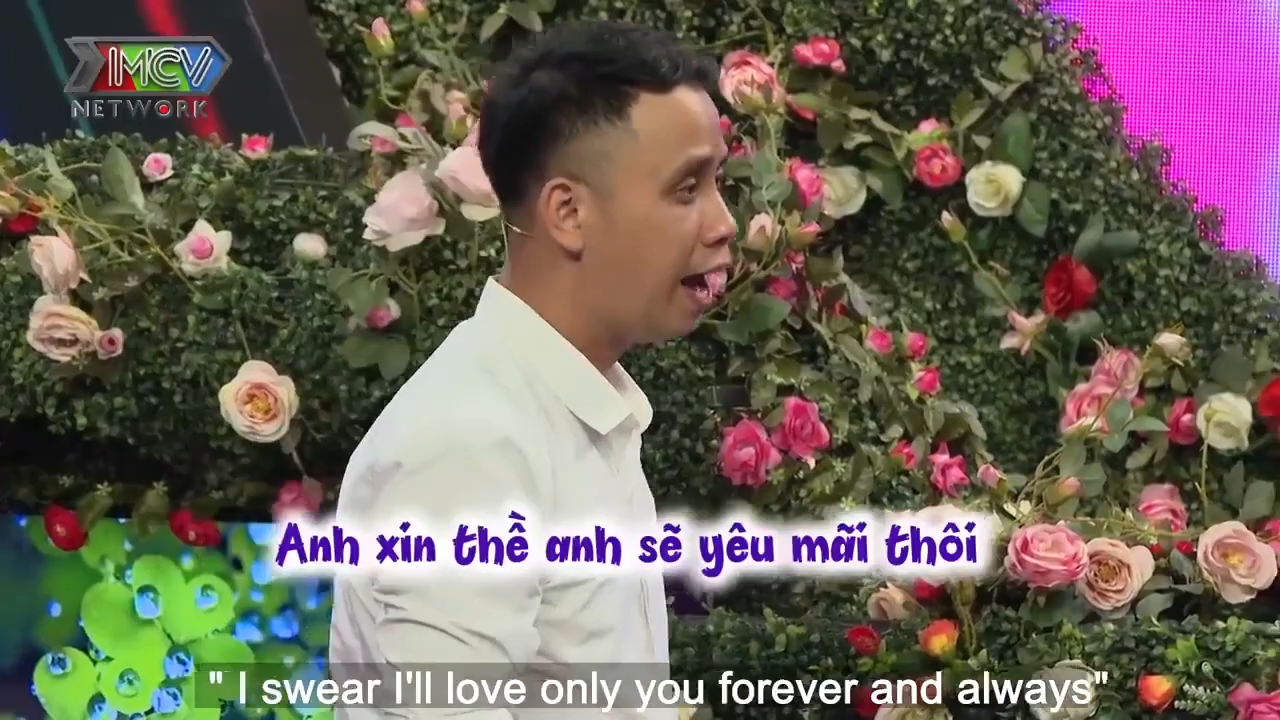 MCV
NETWORK
Anh xin thề anh sẽ yêu mãi thôi
" I swear I'll love only you forever and always"